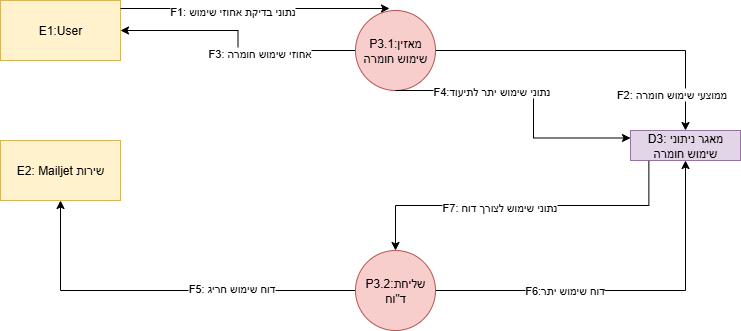 F1: נתוני בדיקת אחוזי שימוש
E1:User
P3.1:מאזין
שימוש חומרה
F3: אחוזי שימוש חומרה
F4:נתוני שימוש יתר לתיעוד
F2: ממוצעי שימוש חומרה
D3: מאגר ניתוני
שימוש חומרה
E2: Mailjet שירות
F7: נתוני שימוש לצורך דוח
P3.2:שליחת
ד"וח
F5: דוח שימוש חריג
F6:דוח שימוש יתר